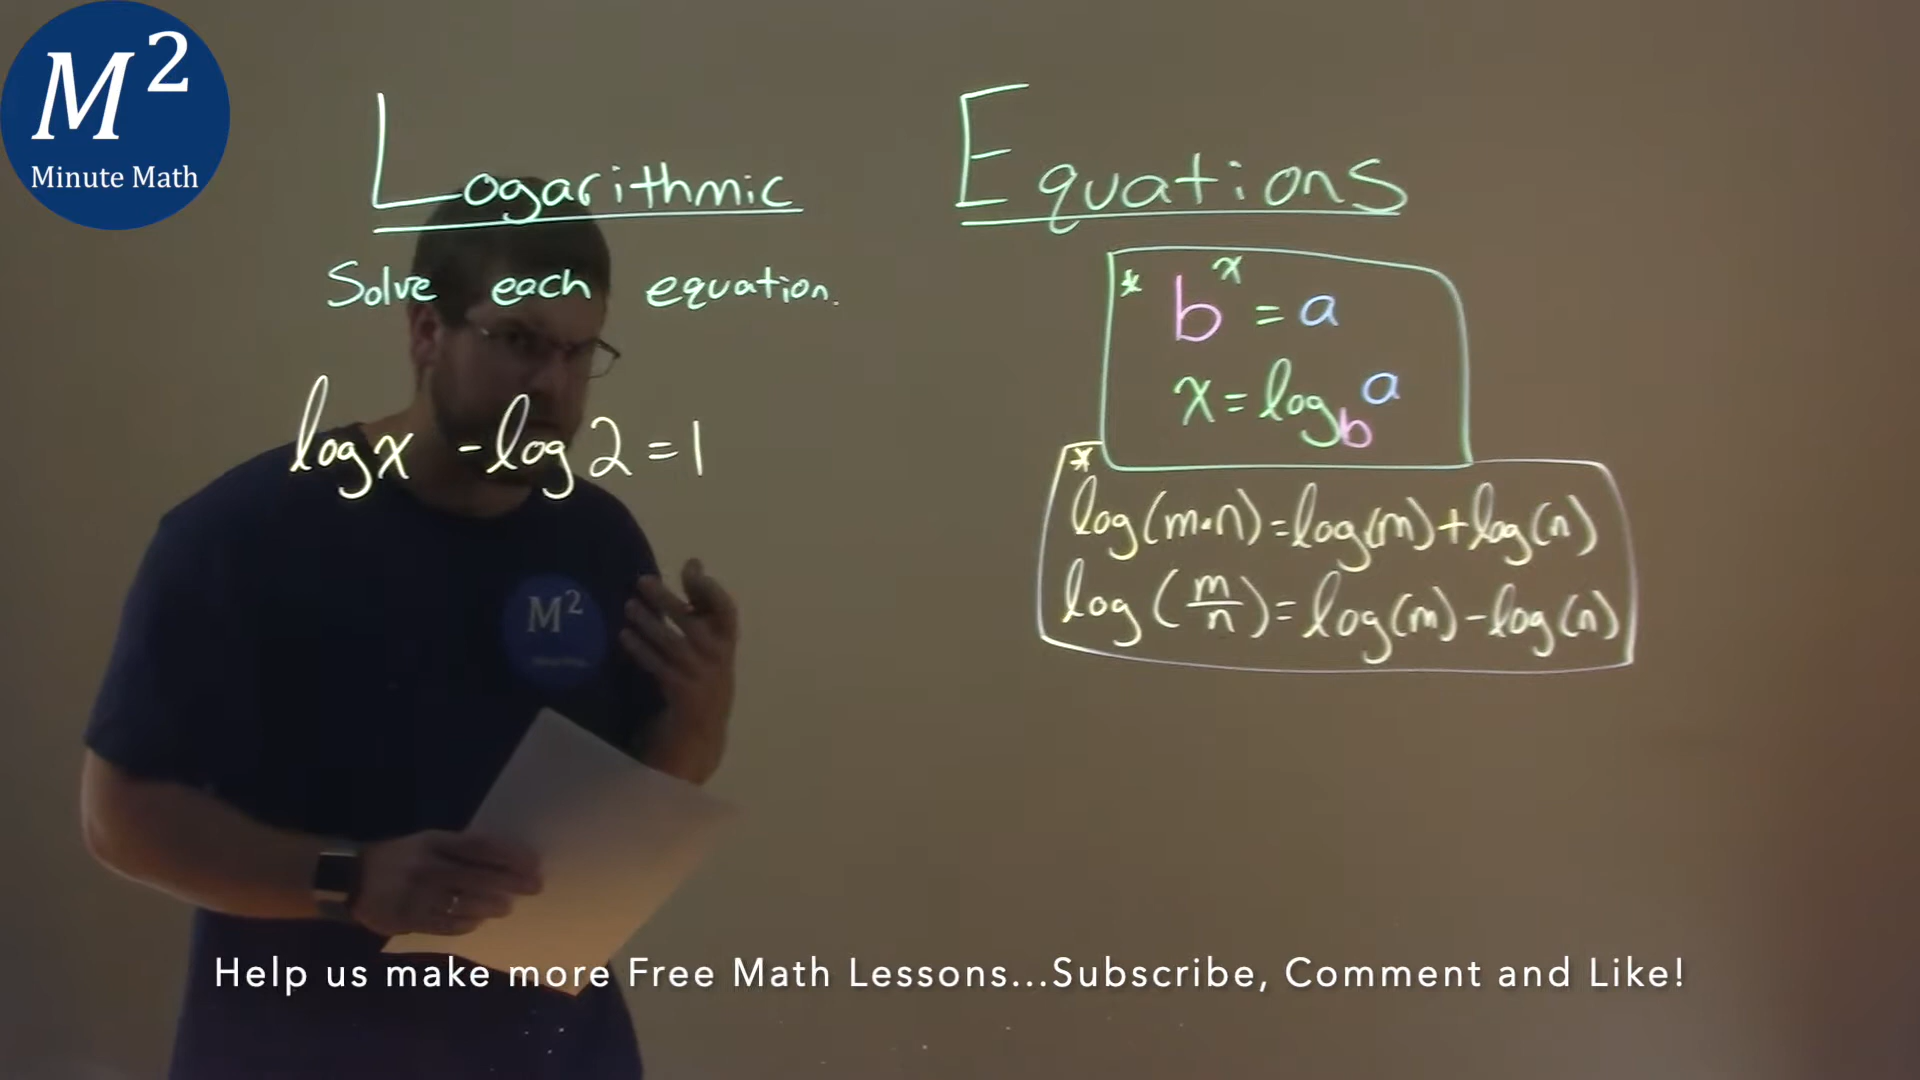 M²
Minute Math
Logarithmic Equations
Solve each equation.
log x - log 2 = 1
* b^x = a
x = log_b a
* log(m·n) = log(m) + log(n)
log(m/n) = log(m) - log(n)
M²
Help us make more Free Math Lessons...Subscribe, Comment and Like!